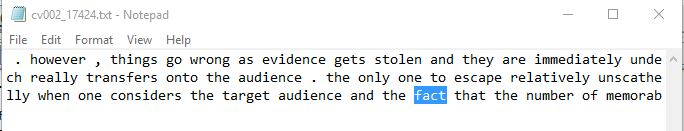 cv002_17424.txt - Notepad
File Edit Format View Help
. however , things go wrong as evidence gets stolen and they are immediately unde
ch really transfers onto the audience . the only one to escape relatively unscathe
lly when one considers the target audience and the fact that the number of memorab